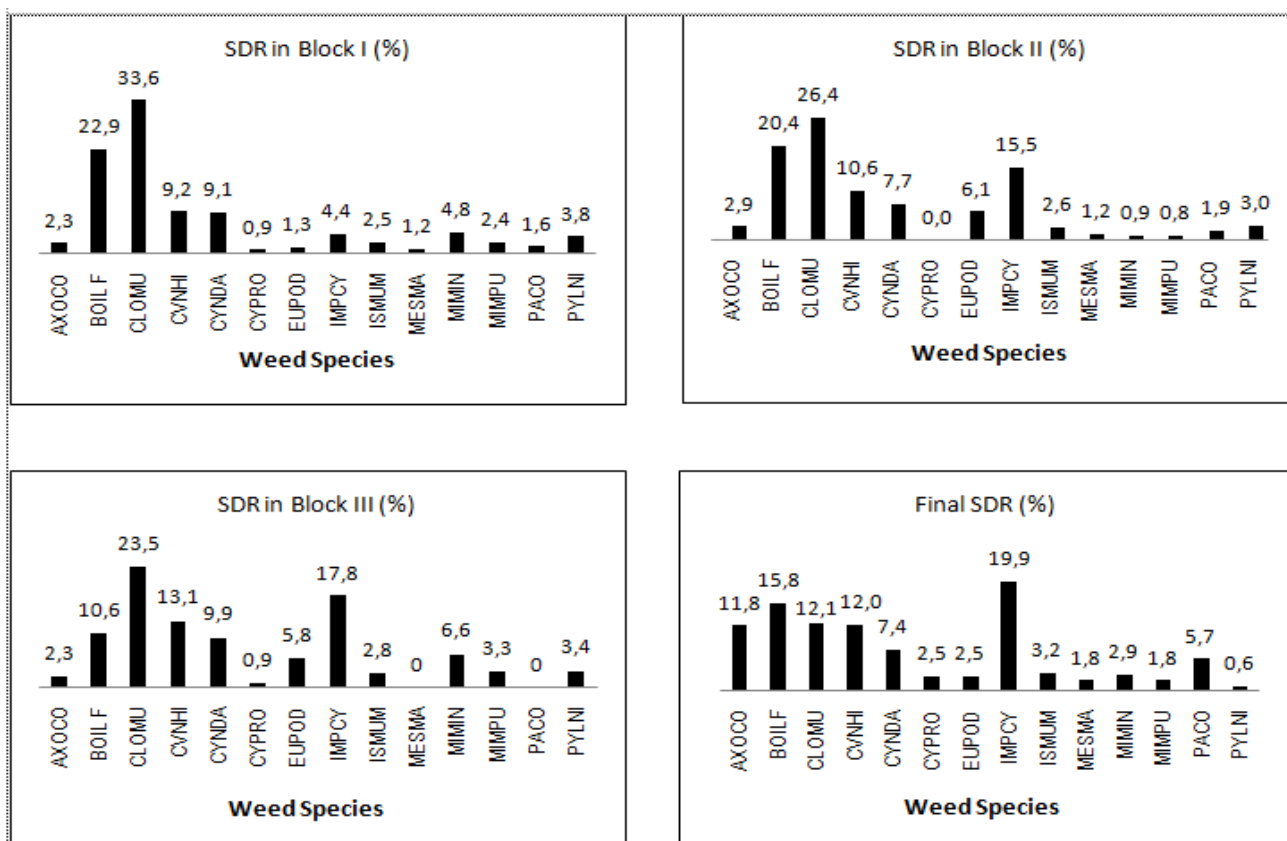 SDR in Block I (%)
2,3 22,9 33,6 9,2 9,1 0,9 1,3 4,4 2,5 1,2 4,8 2,4 1,6 3,8
AXOCO BOILF CLOMU CVNHI CYNDA CYPRO EUPOD IMPCY ISMUM MESMA MIMIN MIMPU PACO PYLNI
Weed Species
SDR in Block II (%)
2,9 20,4 26,4 10,6 7,7 0,0 6,1 15,5 2,6 1,2 0,9 0,8 1,9 3,0
AXOCO BOILF CLOMU CVNHI CYNDA CYPRO EUPOD IMPCY ISMUM MESMA MIMIN MIMPU PACO PYLNI
Weed Species
SDR in Block III (%)
2,3 10,6 23,5 13,1 9,9 0,9 5,8 17,8 2,8 0 6,6 3,3 0 3,4
AXOCO BOILF CLOMU CVNHI CYNDA CYPRO EUPOD IMPCY ISMUM MESMA MIMIN MIMPU PACO PYLNI
Weed Species
Final SDR (%)
11,8 15,8 12,1 12,0 7,4 2,5 2,5 19,9 3,2 1,8 2,9 1,8 5,7 0,6
AXOCO BOILF CLOMU CVNHI CYNDA CYPRO EUPOD IMPCY ISMUM MESMA MIMIN MIMPU PACO PYLNI
Weed Species